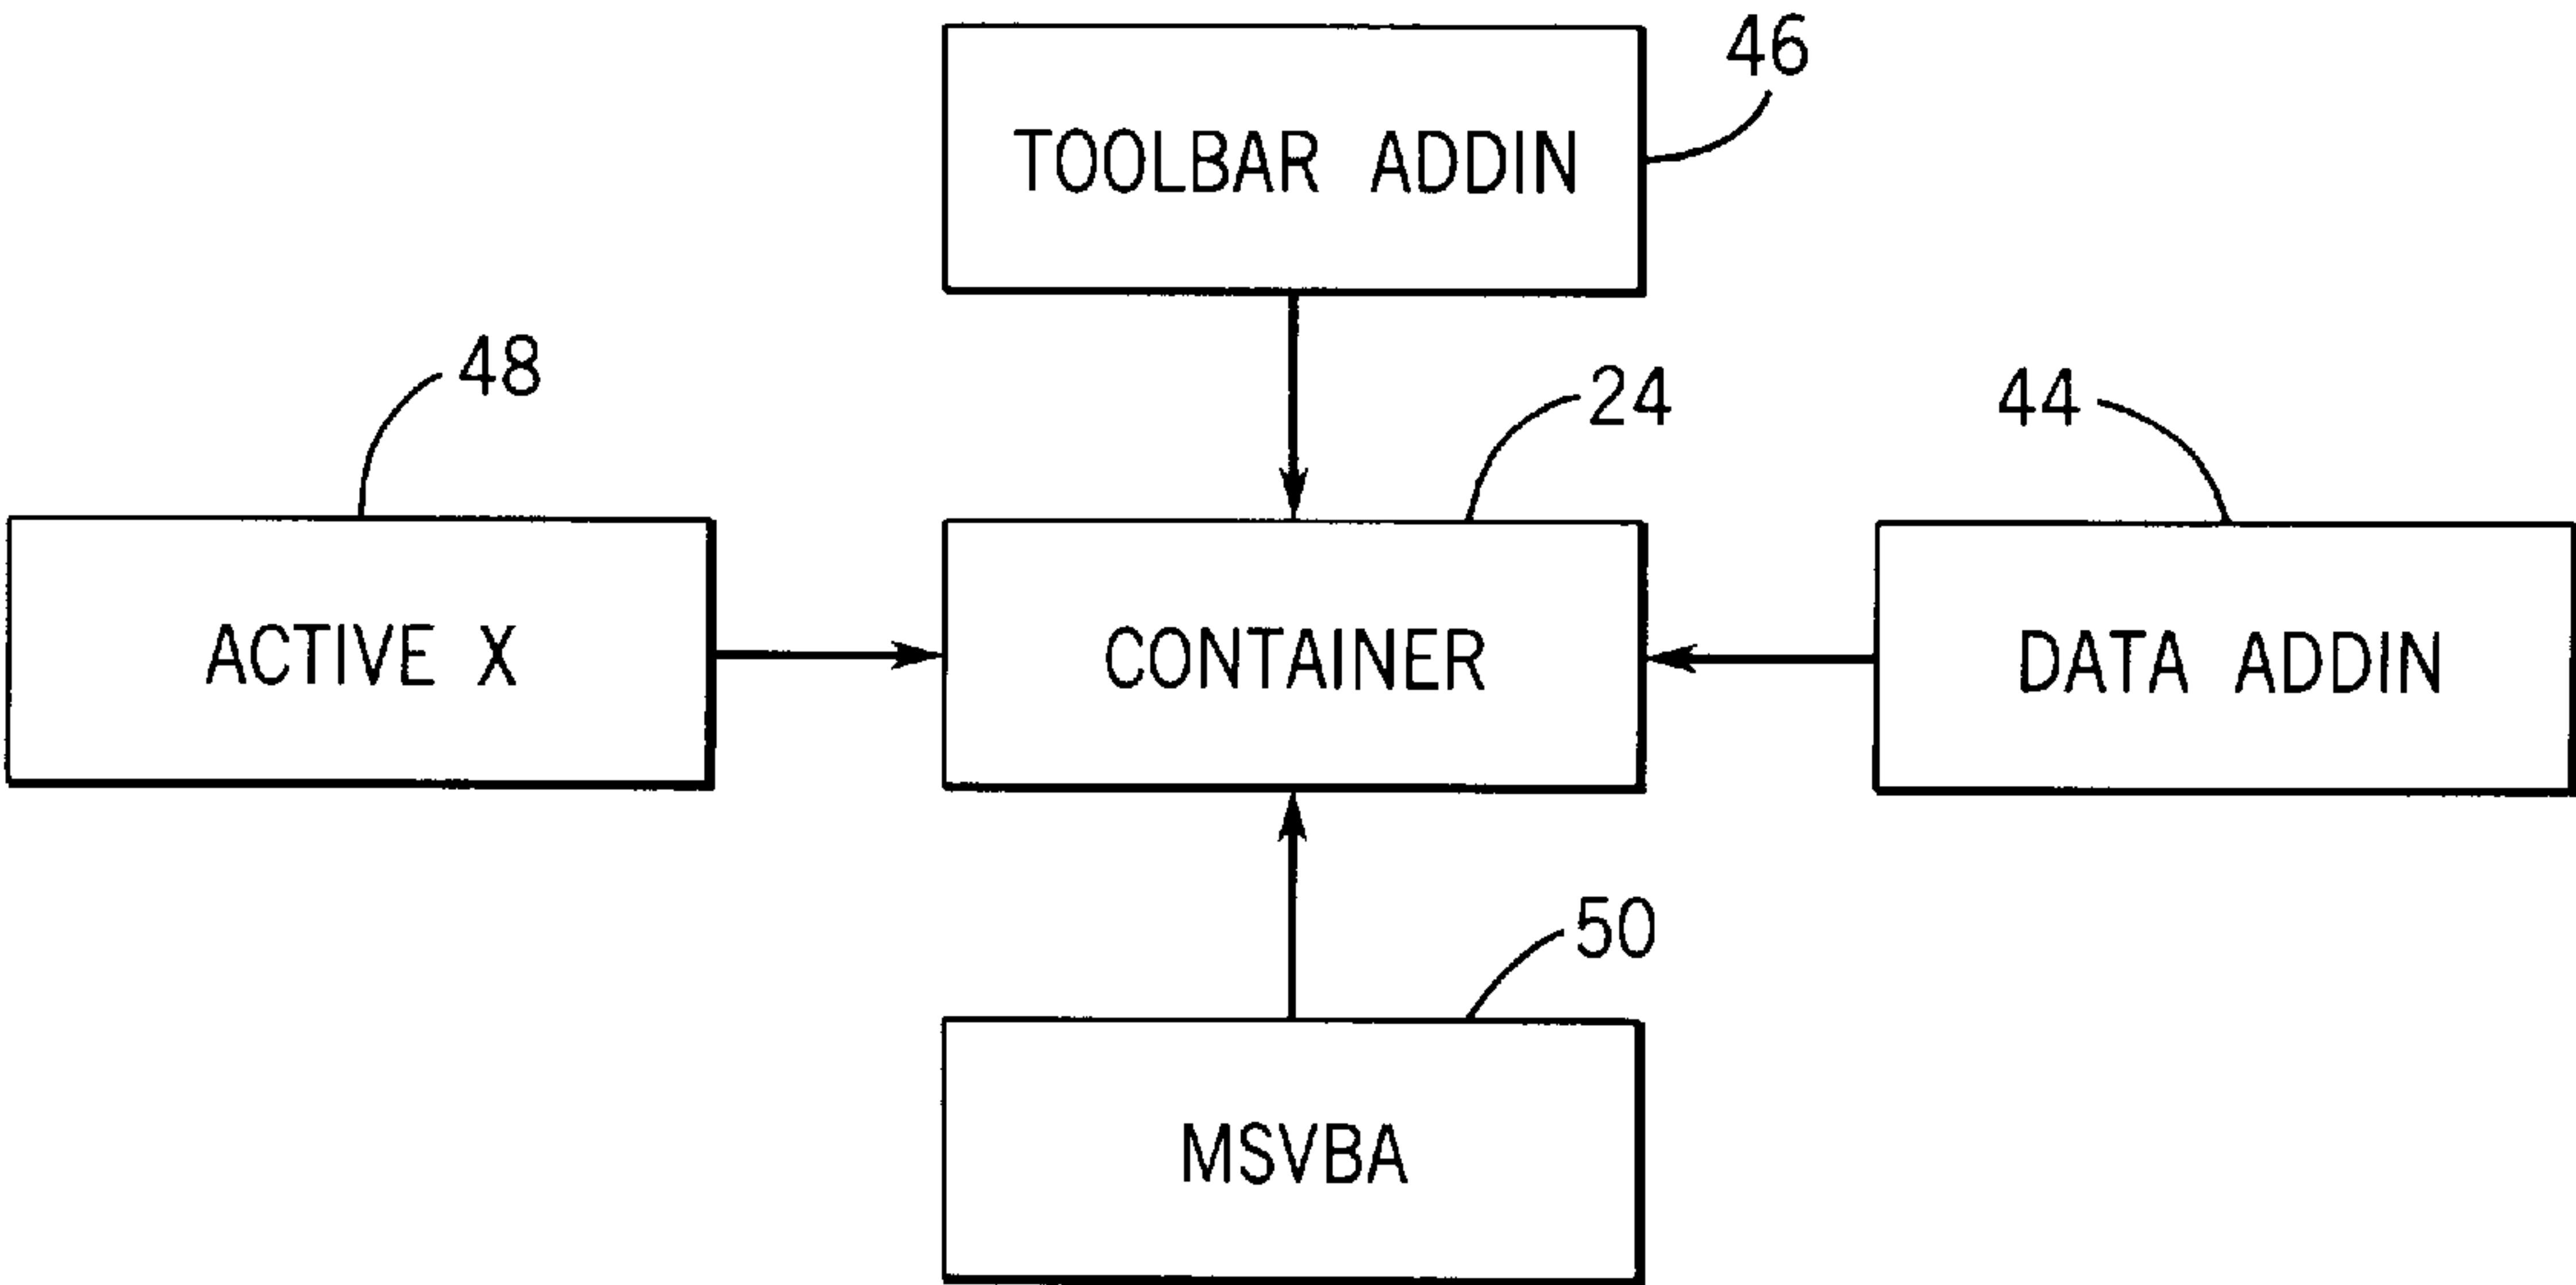 46
TOOLBAR ADDIN
48
24
44
ACTIVE X
CONTAINER
DATA ADDIN
50
MSVBA